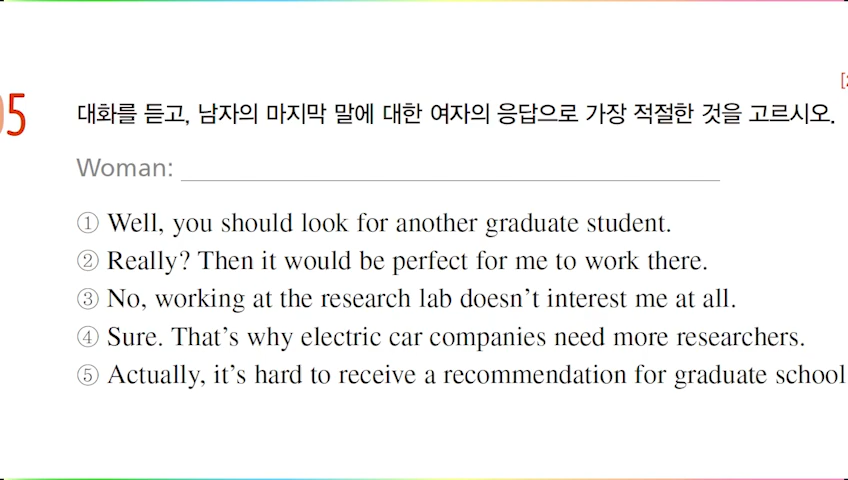 05
대화를 듣고, 남자의 마지막 말에 대한 여자의 응답으로 가장 적절한 것을 고르시오.
Woman:
① Well, you should look for another graduate student.
② Really? Then it would be perfect for me to work there.
③ No, working at the research lab doesn't interest me at all.
④ Sure. That's why electric car companies need more researchers.
⑤ Actually, it's hard to receive a recommendation for graduate school